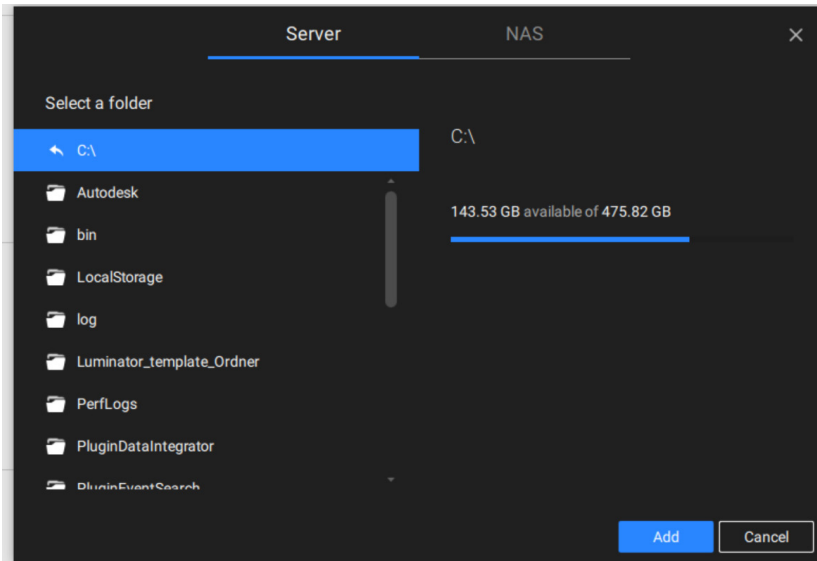 Server NAS
Select a folder
C:\
C:\
Autodesk
143.53 GB available of 475.82 GB
bin
LocalStorage
log
Luminator_template_Ordner
PerfLogs
PluginDataIntegrator
PluginEventSearch
Add Cancel